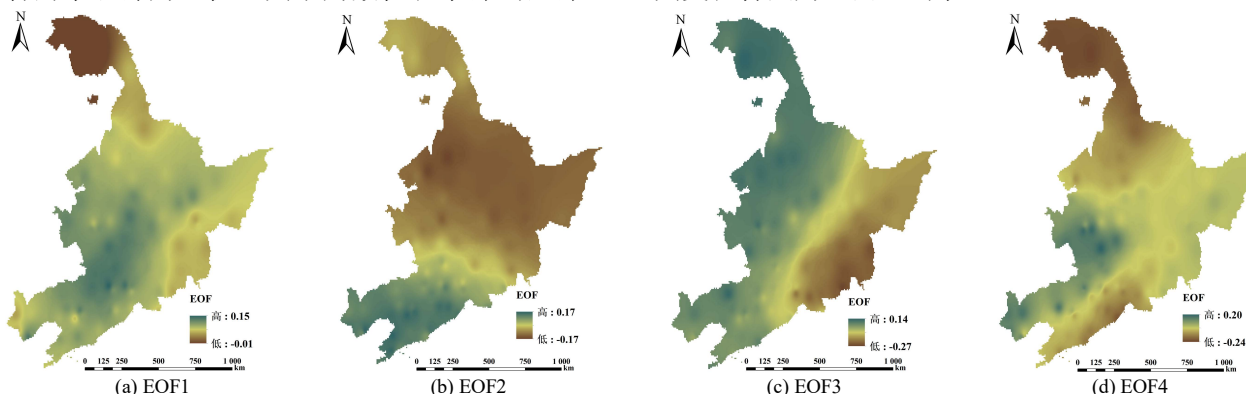 N
EOF
高：0.15
低：-0.01
0 125 250 500 750 1 000
km
(a) EOF1
N
EOF
高：0.17
低：-0.17
0 125 250 500 750 1 000
km
(b) EOF2
N
EOF
高：0.14
低：-0.27
0 125 250 500 750 1 000
km
(c) EOF3
N
EOF
高：0.20
低：-0.24
0 125 250 500 750 1 000
km
(d) EOF4